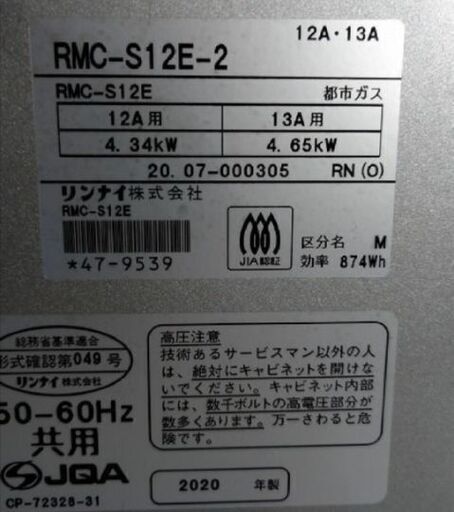 12A・13A
RMC-S12E-2
RMC-S12E 都市ガス
12A用 13A用
4.34kW 4.65kW
20.07-000305 RN(O)
リンナイ株式会社
RMC-S12E
*47-9539
JIA認証
区分名 M
効率 874Wh
総務省基準適合
形式確認第049号
リンナイ株式会社
50-60Hz
共用
JQA
CP-72328-31
高圧注意
技術あるサービスマン以外の人
は、絶対にキャビネットを開けな
いでください。キャビネット内部
には、数千ボルトの高電圧部分が
数多くあります。万一さわると危
険です。
2020 年製